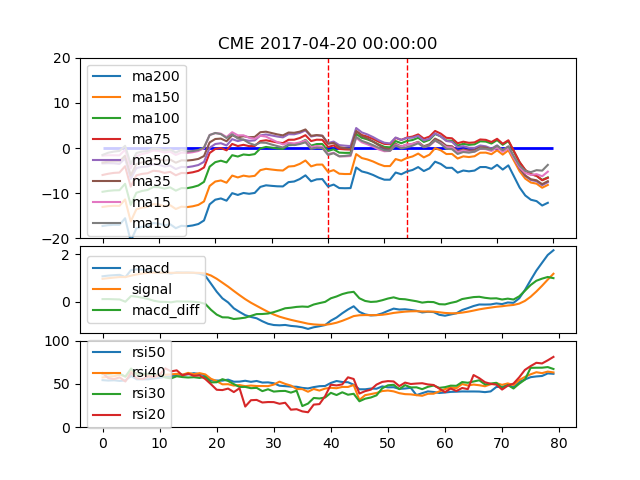 CME 2017-04-20 00:00:00
20
10
0
−10
−20
ma200
ma150
ma100
ma75
ma50
ma35
ma15
ma10
2
0
macd
signal
macd_diff
100
50
0
rsi50
rsi40
rsi30
rsi20
0 10 20 30 40 50 60 70 80